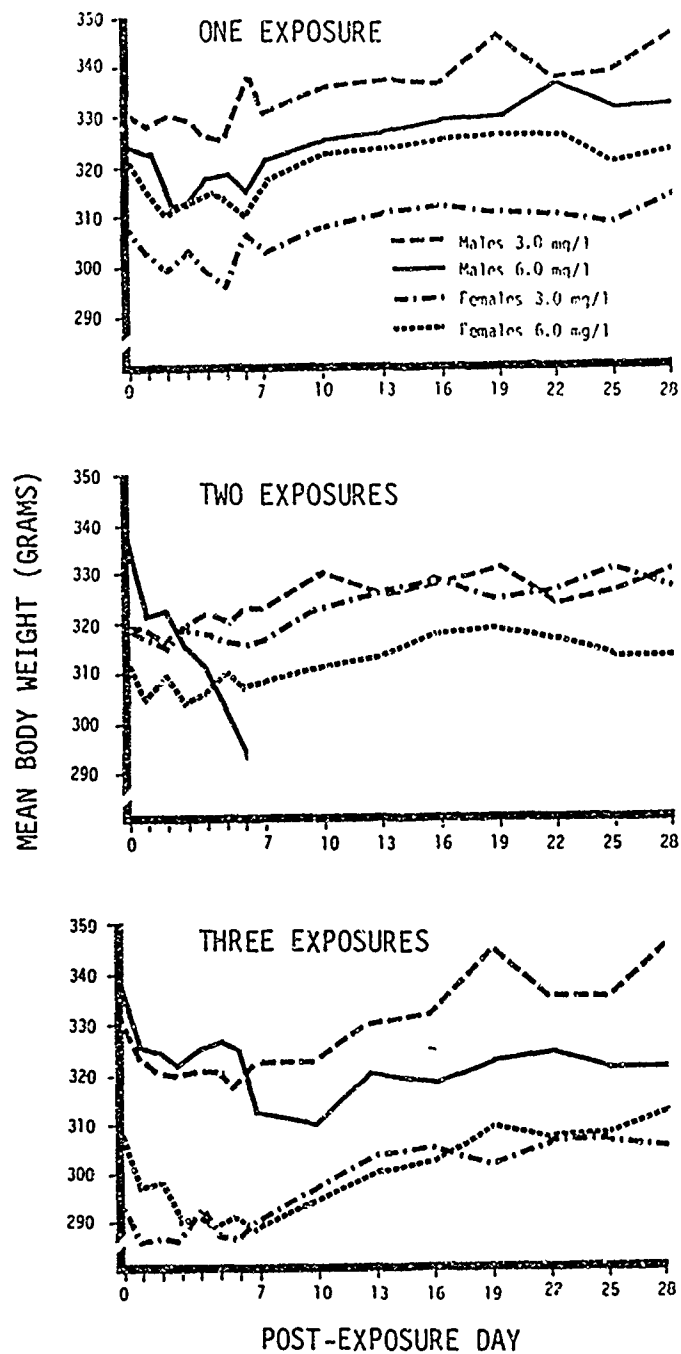 ONE EXPOSURE
350
340
330
320
310
300
290
Males 3.0 mg/l
Males 6.0 mg/l
Females 3.0 mg/l
Females 6.0 mg/l
0 7 10 13 16 19 22 25 28
MEAN BODY WEIGHT (GRAMS)
TWO EXPOSURES
350
340
330
320
310
300
290
0 7 10 13 16 19 22 25 28
THREE EXPOSURES
350
340
330
320
310
300
290
0 7 10 13 16 19 22 25 28
POST-EXPOSURE DAY